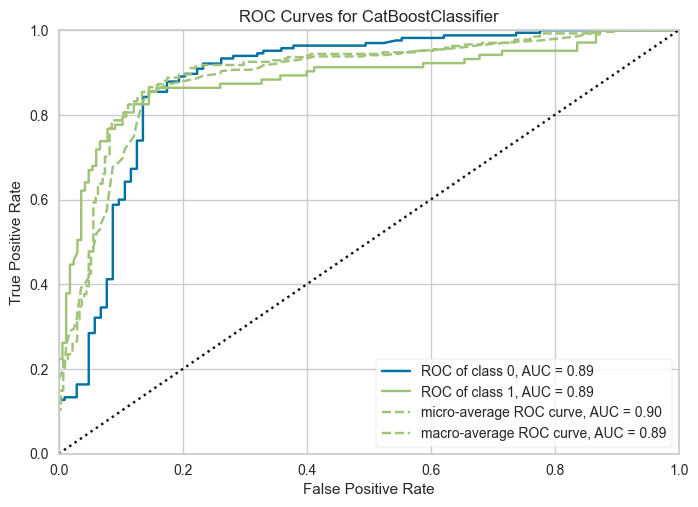 ROC Curves for CatBoostClassifier
True Positive Rate
1.0
0.8
0.6
0.4
0.2
0.0
ROC of class 0, AUC = 0.89
ROC of class 1, AUC = 0.89
micro-average ROC curve, AUC = 0.90
macro-average ROC curve, AUC = 0.89
0.0 0.2 0.4 0.6 0.8 1.0
False Positive Rate